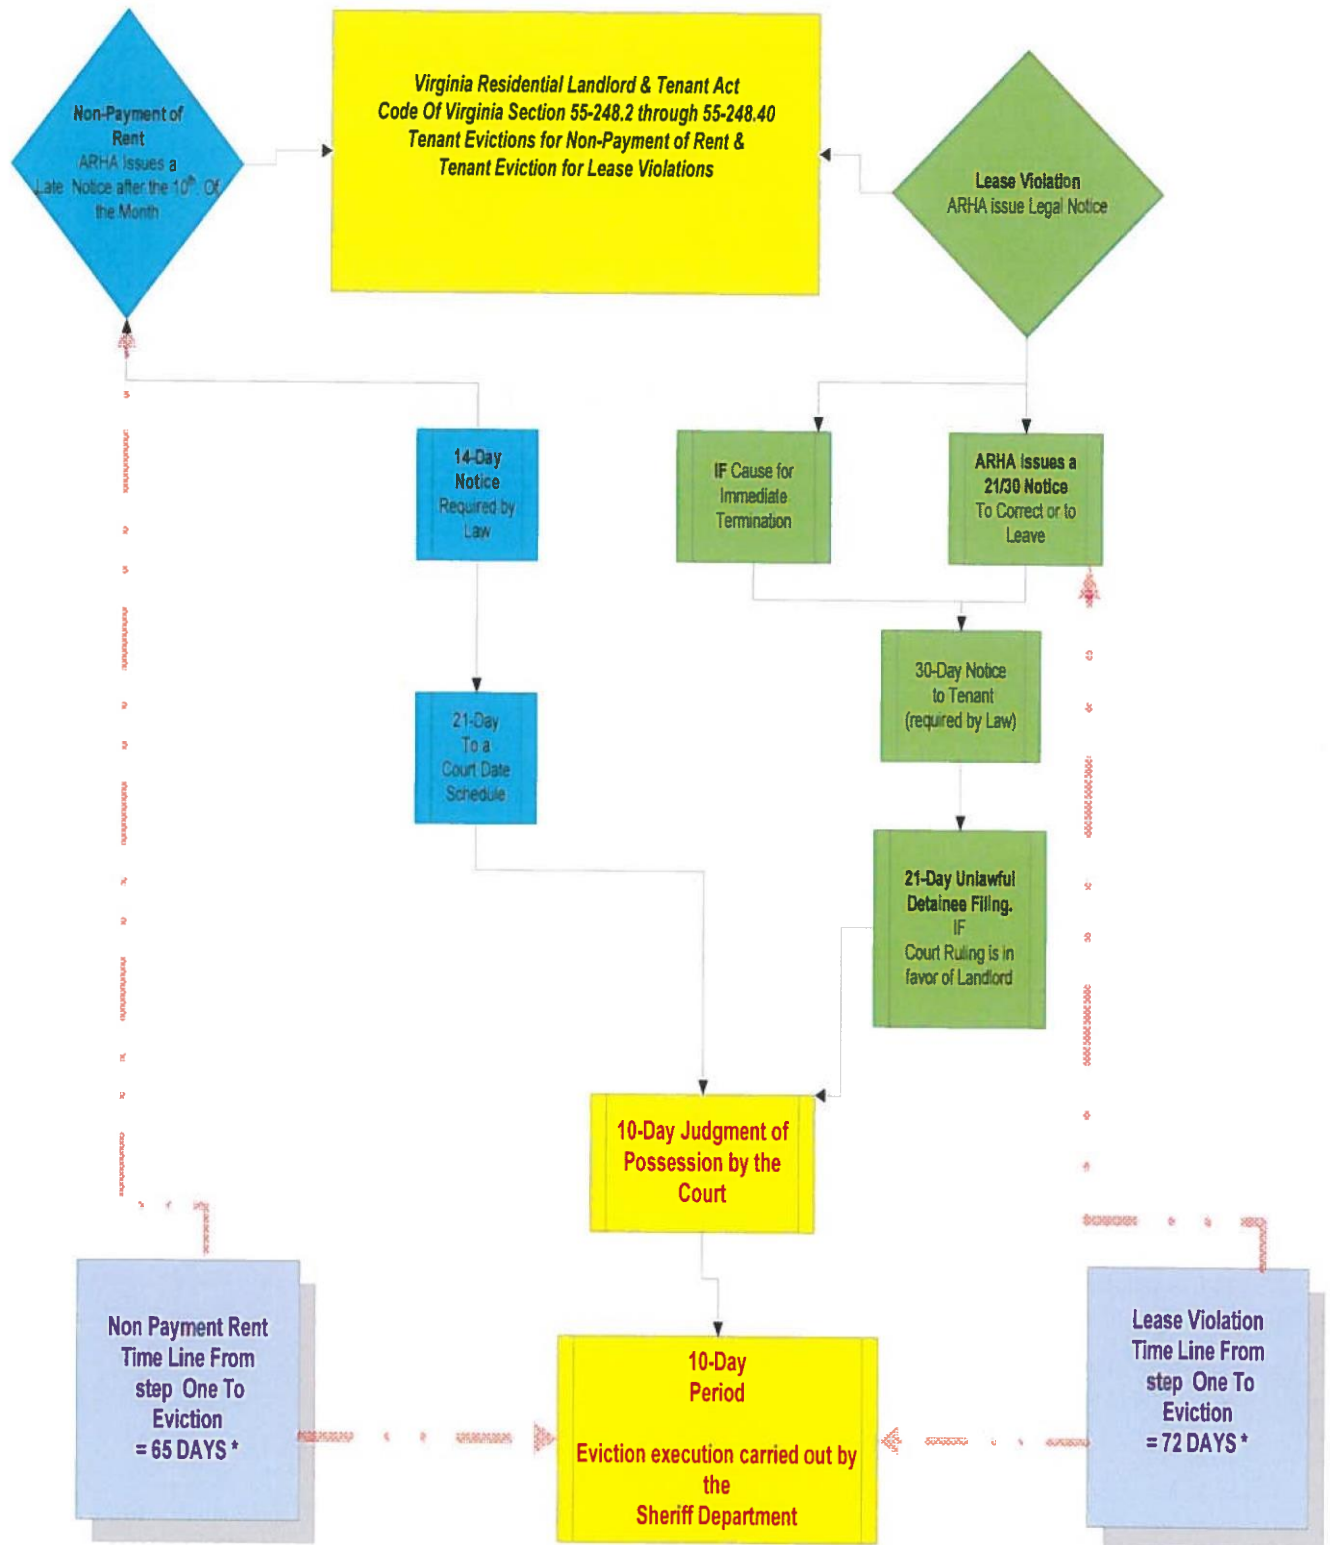 Non-Payment of
Rent
ARHA Issues a
Late Notice after the 10th. Of
the Month
Virginia Residential Landlord & Tenant Act
Code Of Virginia Section 55-248.2 through 55-248.40
Tenant Evictions for Non-Payment of Rent &
Tenant Eviction for Lease Violations
Lease Violation
ARHA issue Legal Notice
14-Day
Notice
Required by
Law
IF Cause for
Immediate
Termination
ARHA Issues a
21/30 Notice
To Correct or to
Leave
30-Day Notice
to Tenant
(required by Law)
21-Day
To a
Court Date
Schedule
21-Day Unlawful
Detainee Filing.
IF
Court Ruling is in
favor of Landlord
10-Day Judgment of
Possession by the
Court
Non Payment Rent
Time Line From
step One To
Eviction
= 65 DAYS *
10-Day
Period
Eviction execution carried out by
the
Sheriff Department
Lease Violation
Time Line From
step One To
Eviction
= 72 DAYS *